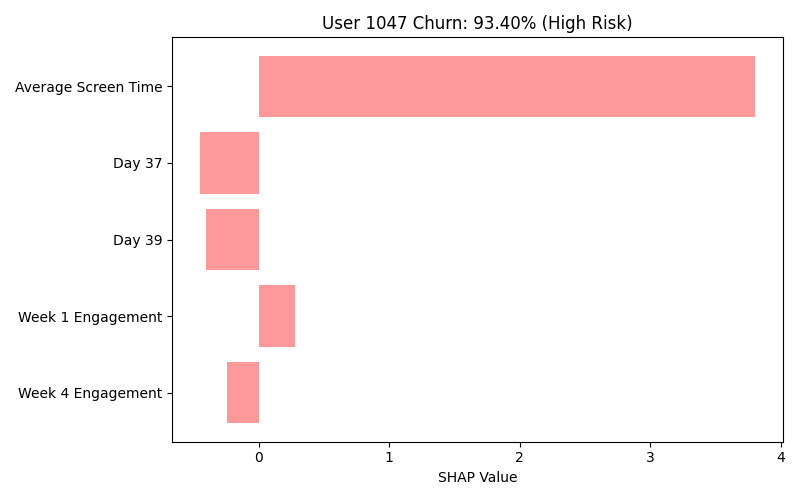 User 1047 Churn: 93.40% (High Risk)
Average Screen Time
Day 37
Day 39
Week 1 Engagement
Week 4 Engagement
0 1 2 3 4
SHAP Value